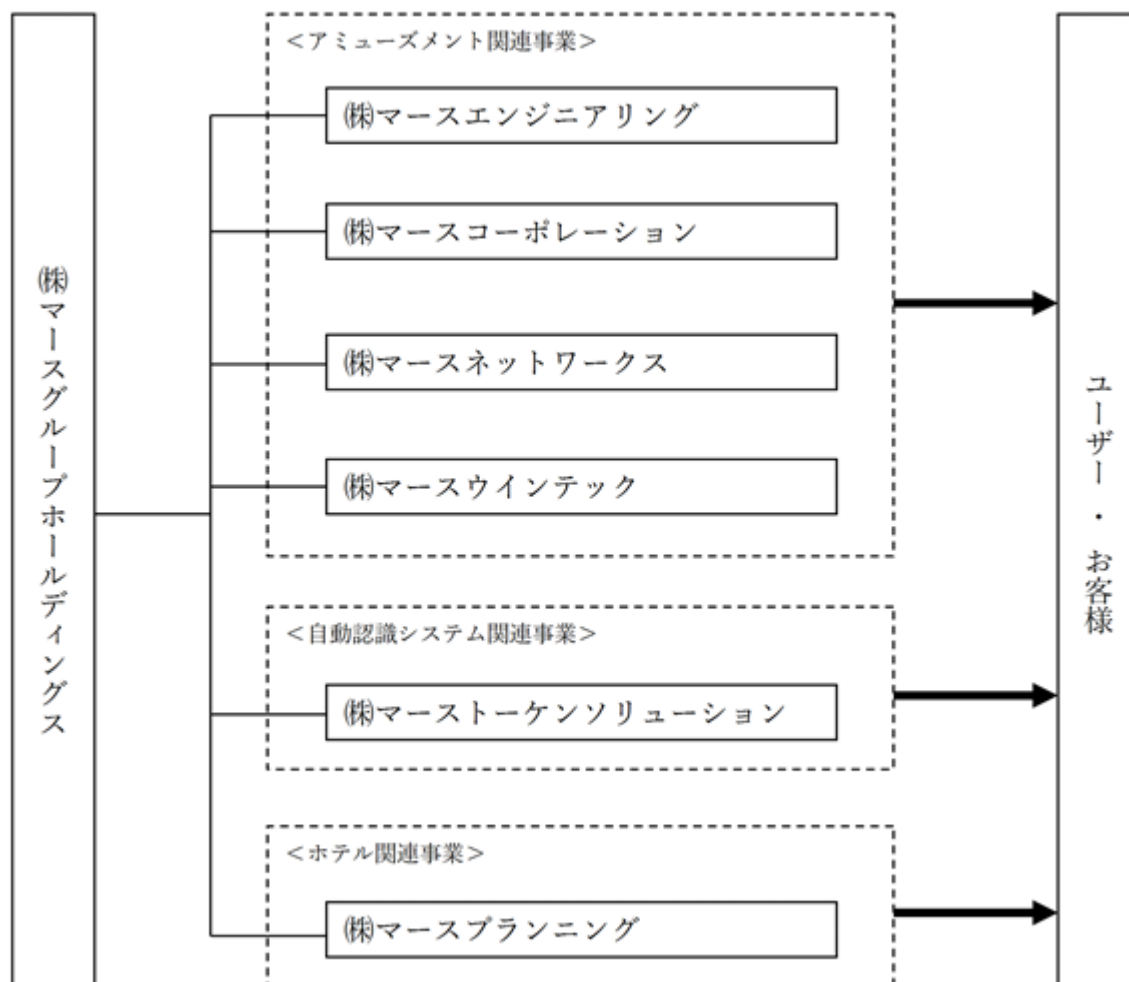 ㈱マースグループホールディングス
＜アミューズメント関連事業＞
㈱マースエンジニアリング
㈱マースコーポレーション
㈱マースネットワークス
㈱マースウインテック
＜自動認識システム関連事業＞
㈱マーストーケンソリューション
＜ホテル関連事業＞
㈱マースプランニング
ユーザー・お客様